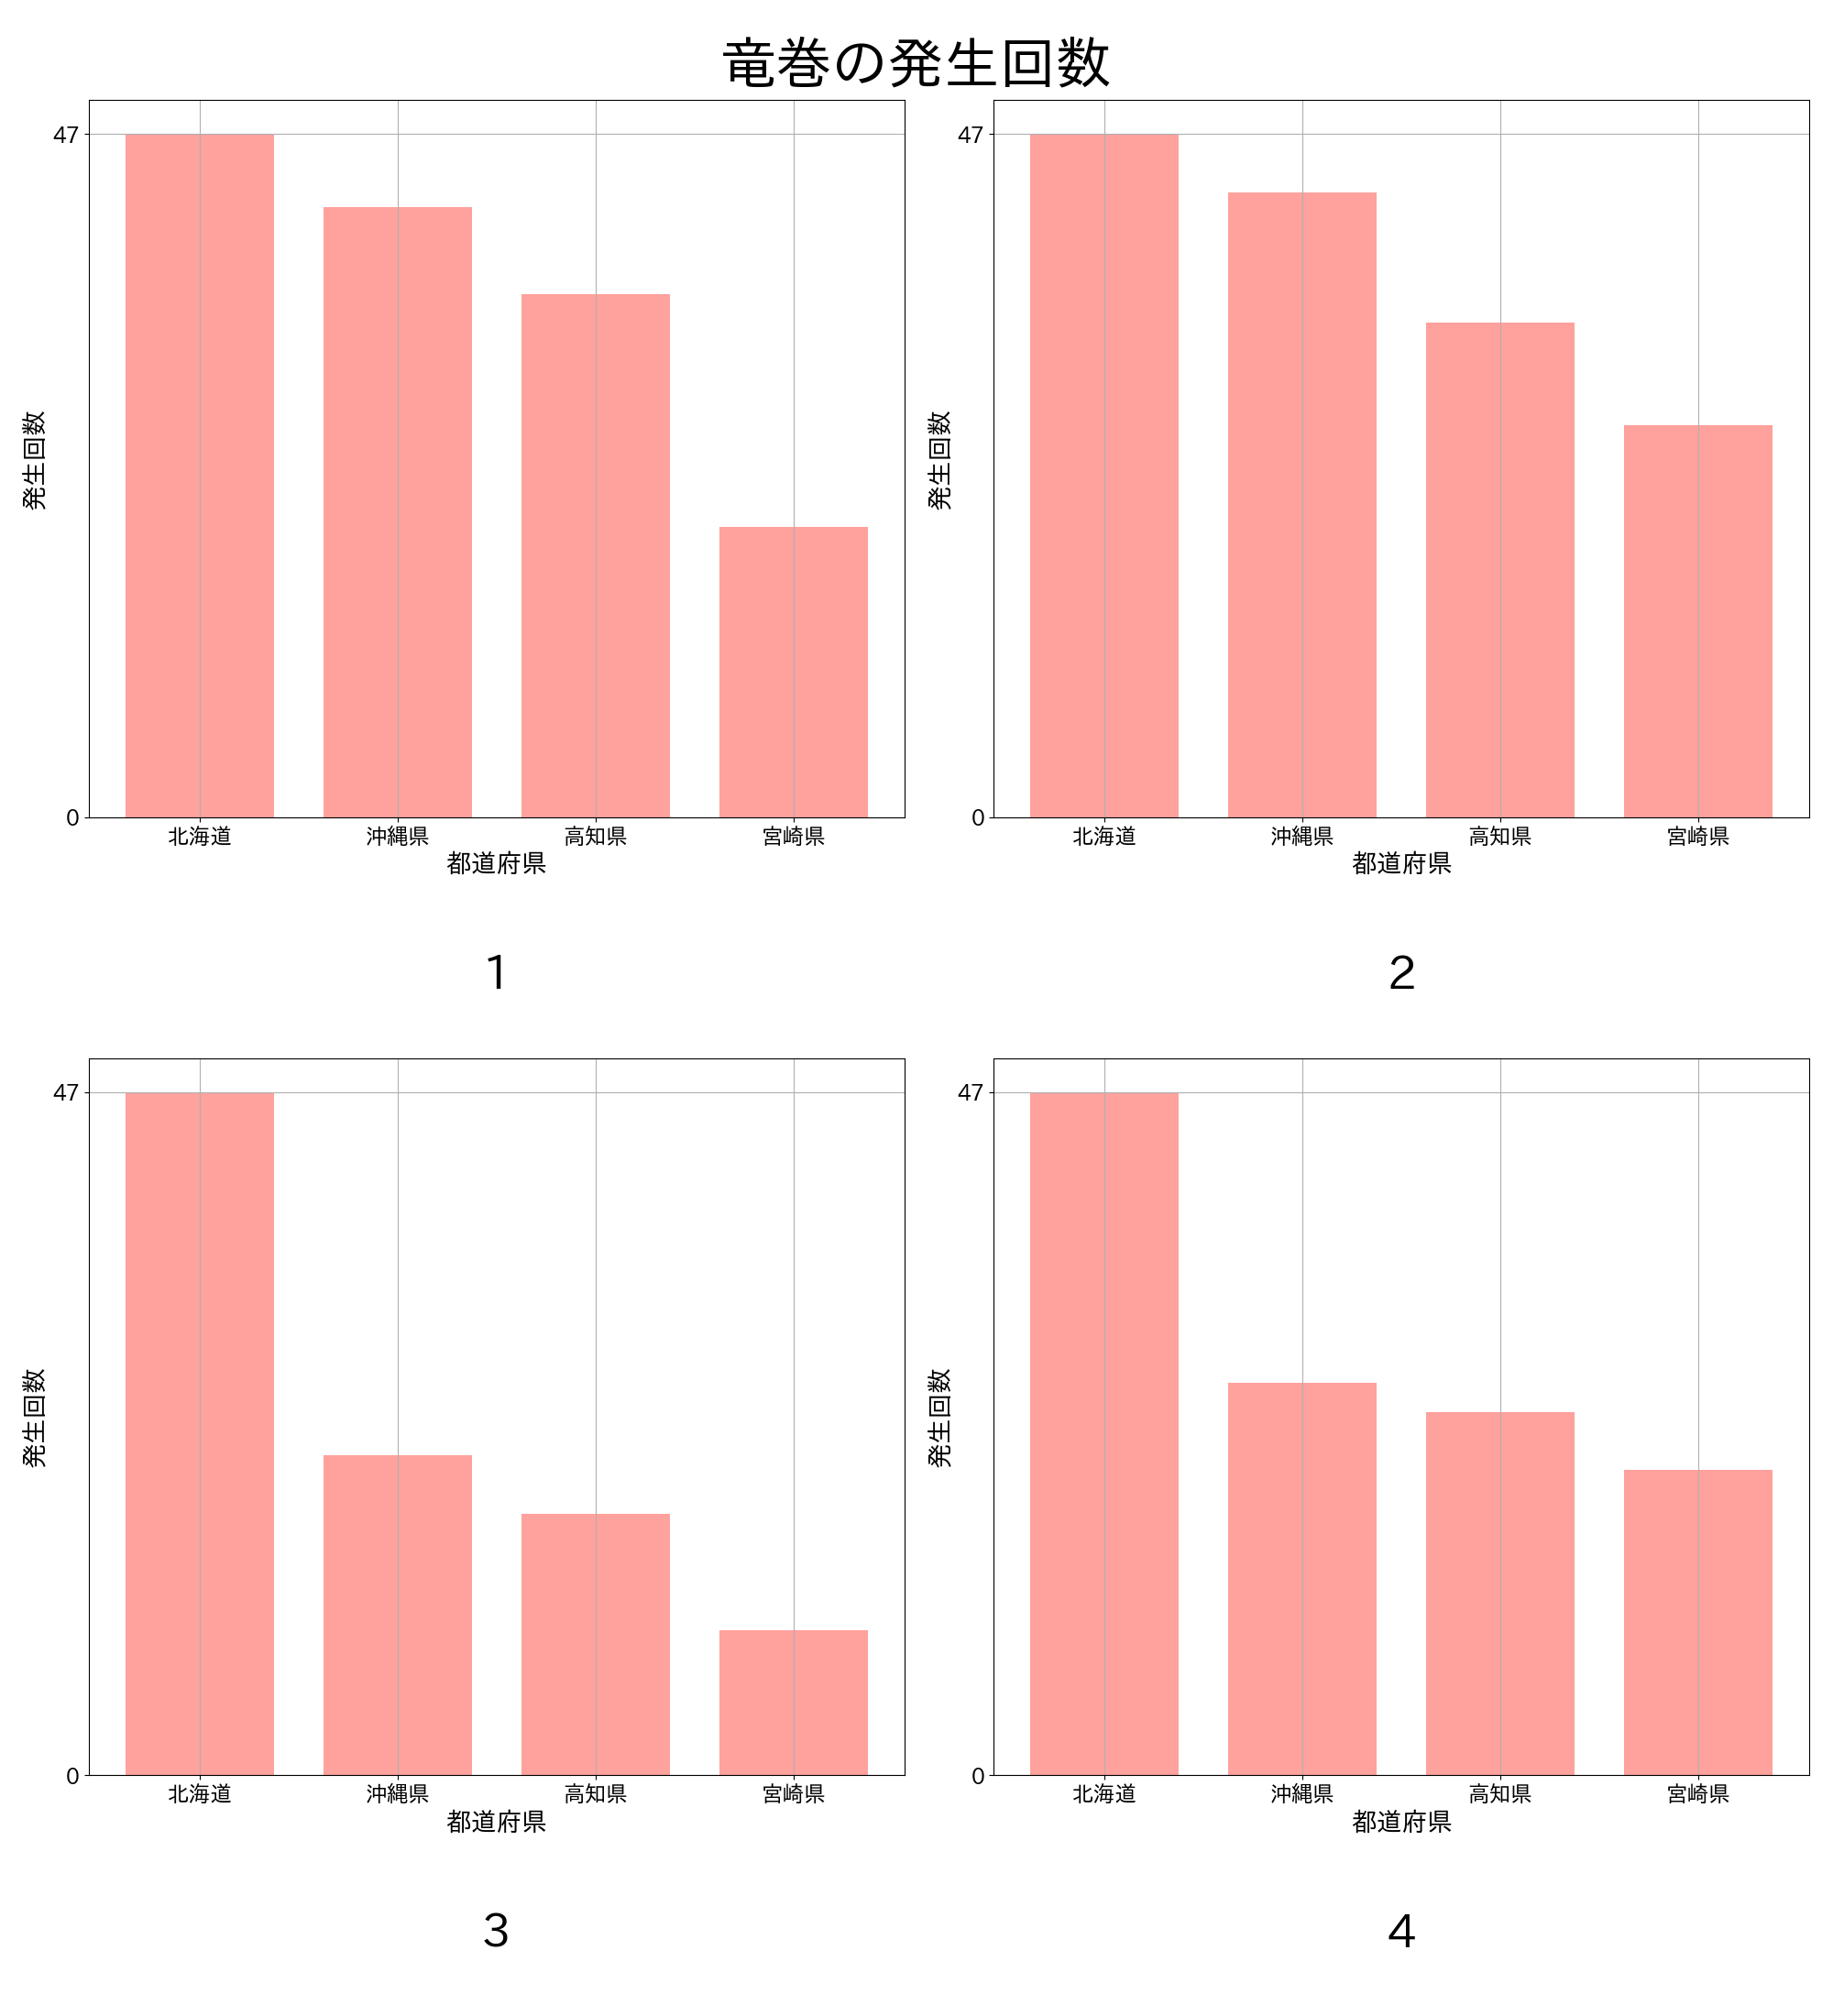 竜巻の発生回数
47
0
発生回数
北海道 沖縄県 高知県 宮崎県
都道府県
1
47
0
発生回数
北海道 沖縄県 高知県 宮崎県
都道府県
2
47
0
発生回数
北海道 沖縄県 高知県 宮崎県
都道府県
3
47
0
発生回数
北海道 沖縄県 高知県 宮崎県
都道府県
4